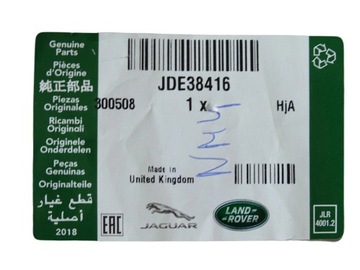 Genuine
Parts
Pièces
d'Origine
純正部品
Piezas
Originales
Ricambi
Originali
Originele
Onderdelen
Peças
Genuinas
Originalteile
قطع غيار
أصلية
2018
JDE38416
300508
1 x
HjA
Made in
United Kingdom
EAC
JAGUAR
LAND-
ROVER
JLR
4001.2